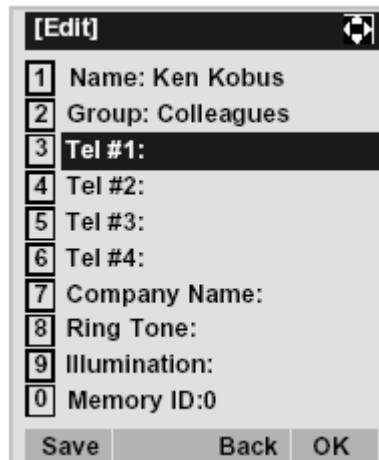 [Edit]
1 Name: Ken Kobus
2 Group: Colleagues
3 Tel #1:
4 Tel #2:
5 Tel #3:
6 Tel #4:
7 Company Name:
8 Ring Tone:
9 Illumination:
0 Memory ID:0
Save Back OK